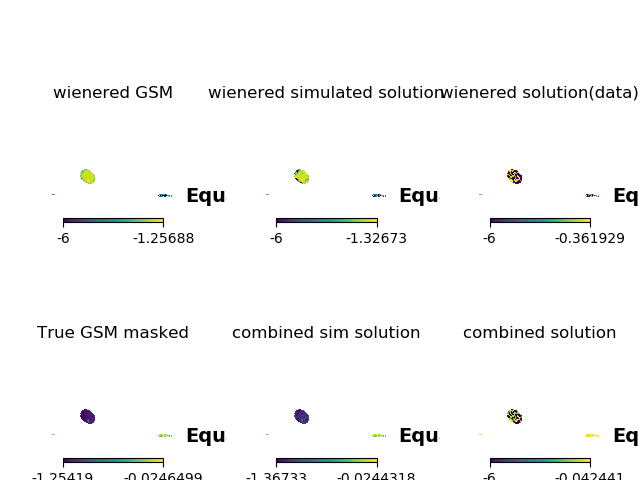 wienered GSM wienered simulated solution wienered solution(data)
Equ Equ Eq
-6 -1.25688 -6 -1.32673 -6 -0.361929
True GSM masked combined sim solution combined solution
Equ Equ Eq
-1.25419 -0.0246499 -1.36733 -0.0244318 -6 -0.042441